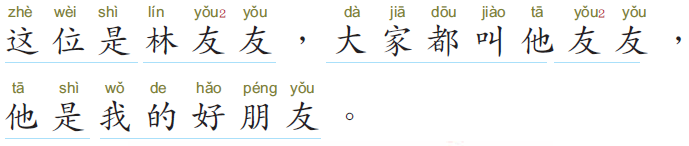 zhè wèi shì lín yǒu2 yǒu dà jiā dōu jiào tā yǒu2 yǒu
这位是林友友，大家都叫他友友，
tā shì wǒ de hǎo péng yǒu
他是我的好朋友。